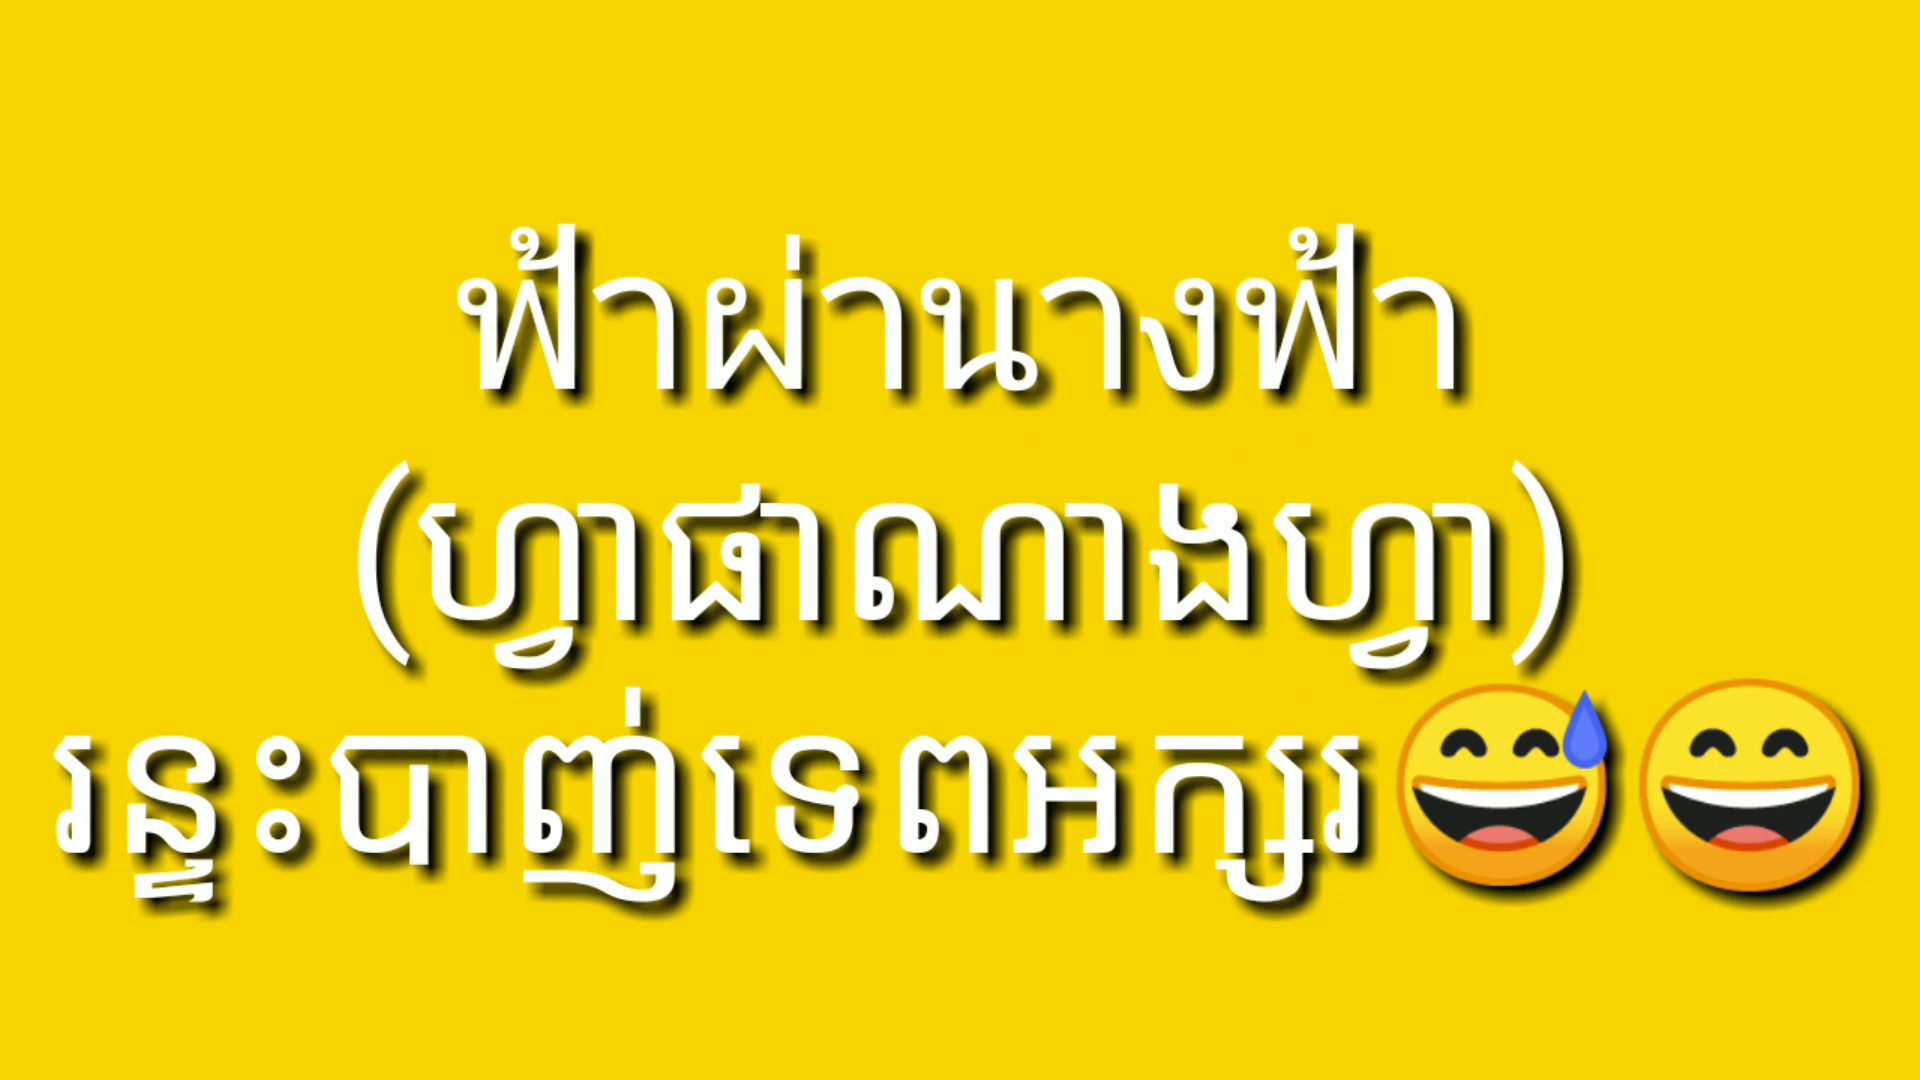 ฟ้าผ่านางฟ้า
(ហ្វាផាណាងហ្វា)
រន្ទះបាញ់ទេពអក្សរ😅😄